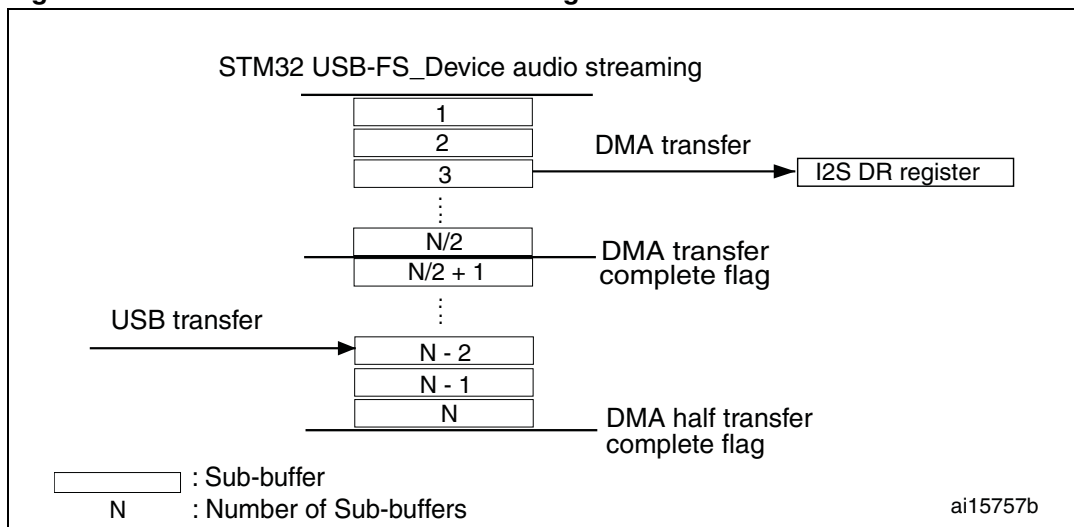 STM32 USB-FS_Device audio streaming
1
2
DMA transfer
3
I2S DR register
N/2
DMA transfer
complete flag
N/2 + 1
USB transfer
N - 2
N - 1
N
DMA half transfer
complete flag
: Sub-buffer
N : Number of Sub-buffers
ai15757b